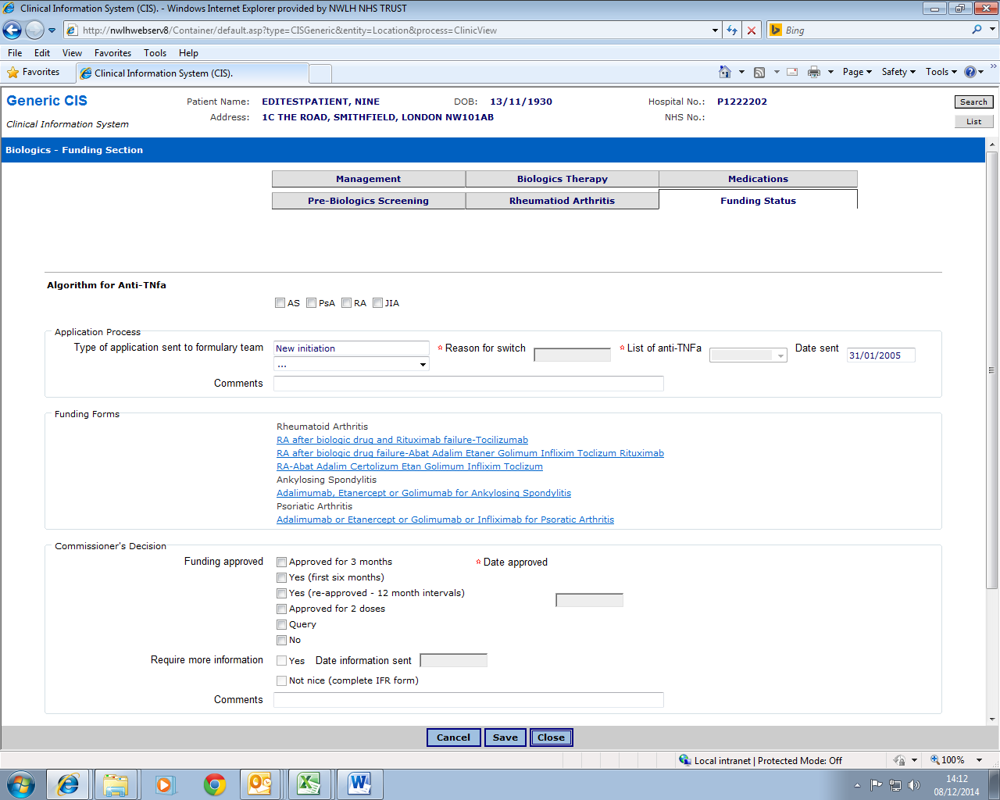 Clinical Information System (CIS). - Windows Internet Explorer provided by NWLH NHS TRUST
http://nwlhwebserv8/Container/default.asp?type=CISGeneric&entity=Location&process=ClinicView
Bing
File Edit View Favorites Tools Help
Favorites Clinical Information System (CIS). Page Safety Tools
Generic CIS Patient Name: EDITESTPATIENT, NINE DOB: 13/11/1930 Hospital No.: P1222202 Search
Clinical Information System Address: 1C THE ROAD, SMITHFIELD, LONDON NW101AB NHS No.: List
Biologics - Funding Section
Management Biologics Therapy Medications
Pre-Biologics Screening Rheumatiod Arthritis Funding Status
Algorithm for Anti-TNfa
AS PsA RA JIA
Application Process
Type of application sent to formulary team New initiation * Reason for switch * List of anti-TNFa Date sent 31/01/2005
...
Comments
Funding Forms
Rheumatoid Arthritis
RA after biologic drug and Rituximab failure-Tocilizumab
RA after biologic drug failure-Abat Adalim Etaner Golimum Inflixim Toclizum Rituximab
RA-Abat Adalim Certolizum Etan Golimum Inflixim Toclizum
Ankylosing Spondylitis
Adalimumab, Etanercept or Golimumab for Ankylosing Spondylitis
Psoriatic Arthritis
Adalimumab or Etanercept or Golimumab or Infliximab for Psoratic Arthritis
Commissioner's Decision
Funding approved Approved for 3 months * Date approved
Yes (first six months)
Yes (re-approved - 12 month intervals)
Approved for 2 doses
Query
No
Require more information Yes Date information sent
Not nice (complete IFR form)
Comments
Cancel Save Close
Local intranet | Protected Mode: Off 100%
14:12
08/12/2014